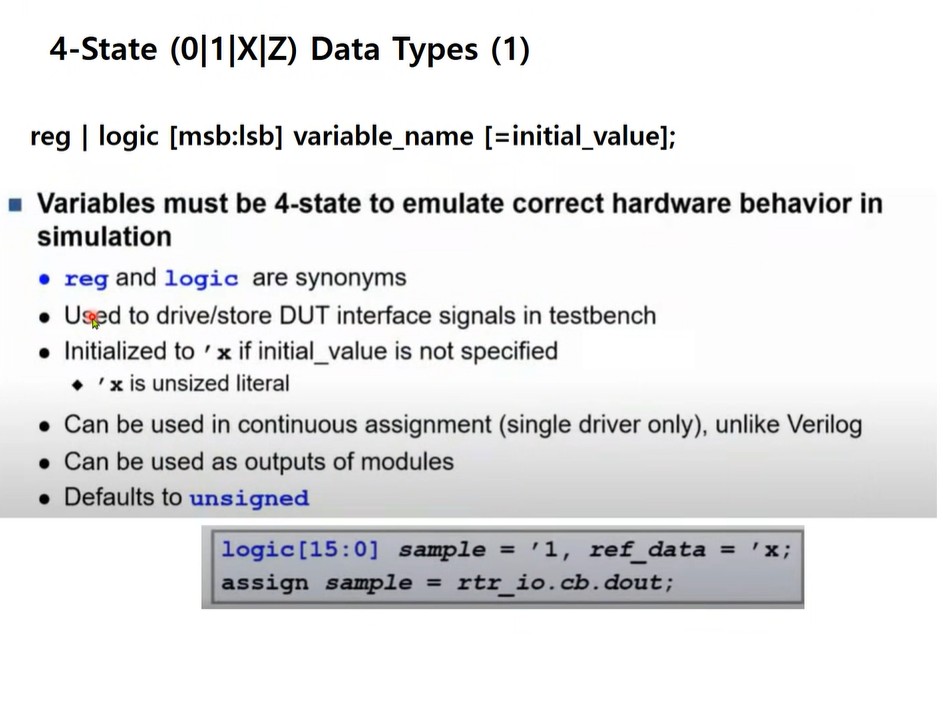 4-State (0|1|X|Z) Data Types (1)
reg | logic [msb:lsb] variable_name [=initial_value];
Variables must be 4-state to emulate correct hardware behavior in
simulation
reg and logic are synonyms
Used to drive/store DUT interface signals in testbench
Initialized to 'x if initial_value is not specified
'x is unsized literal
Can be used in continuous assignment (single driver only), unlike Verilog
Can be used as outputs of modules
Defaults to unsigned
logic[15:0] sample = '1, ref_data = 'x;
assign sample = rtr_io.cb.dout;